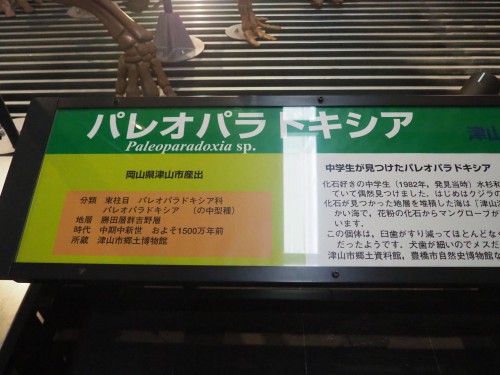 パレオパラドキシア
Paleoparadoxia sp.
岡山県津山市産出
分類 束柱目 パレオパラドキシア科
パレオパラドキシア (の中型種)
地層 勝田層群吉野層
時代 中期中新世 およそ1500万年前
所蔵 津山市郷土博物館
津山
中学生が見つけたパレオパラドキシア
化石好きの中学生(1982年,発見当時)水杉和
ていて偶然見つけました.はじめはクジラの
化石が見つかった地層を堆積した海は「津山
かい海で,花粉の化石からマングローブが
います.
この個体は,臼歯がすり減ってほとんどな
だったようです.犬歯が細いのでメスだ
津山市郷土資料館,豊橋市自然史博物館な